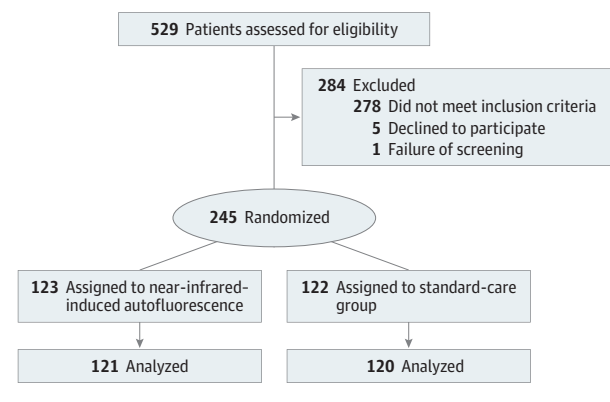 529 Patients assessed for eligibility
284 Excluded
278 Did not meet inclusion criteria
5 Declined to participate
1 Failure of screening
245 Randomized
123 Assigned to near-infrared-
induced autofluorescence
122 Assigned to standard-care
group
121 Analyzed
120 Analyzed